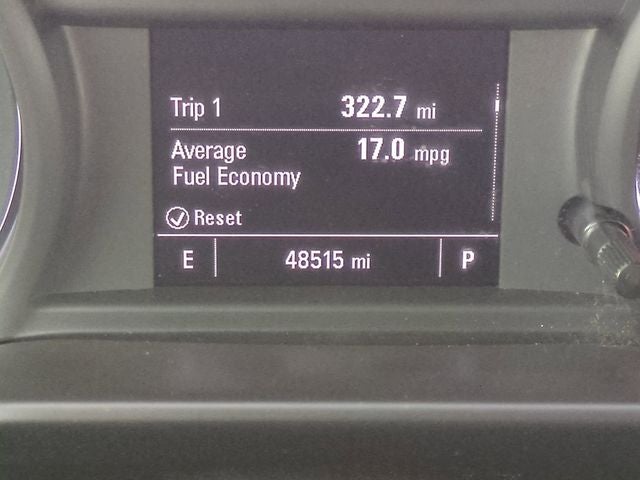 Trip 1 322.7 mi
Average 17.0 mpg
Fuel Economy
Reset
E 48515 mi P